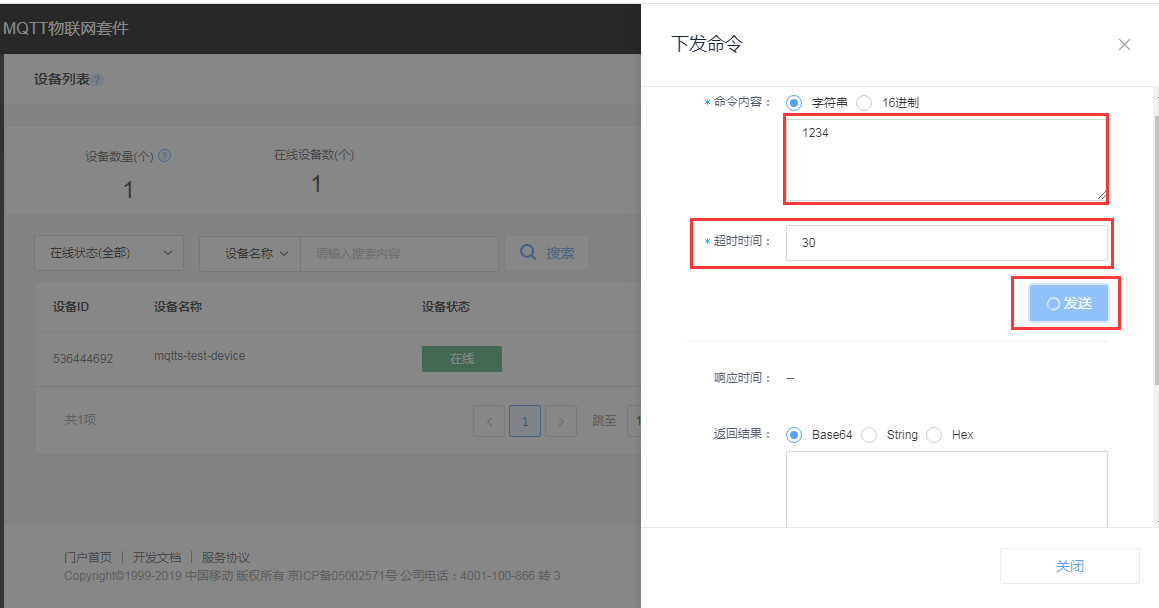 MQTT物联网套件
设备列表 ?
设备数量(个) ?
1
在线设备数(个)
1
在线状态(全部)
设备名称
请输入搜索内容
搜索
设备ID 设备名称 设备状态
536444692 mqtts-test-device 在线
共1项
< 1 > 跳至 1
门户首页 | 开发文档 | 服务协议
Copyright©1999-2019 中国移动 版权所有 京ICP备05002571号 公司电话：4001-100-866 转 3
下发命令
* 命令内容： 字符串 16进制
1234
* 超时时间： 30
发送
响应时间： --
返回结果： Base64 String Hex
关闭